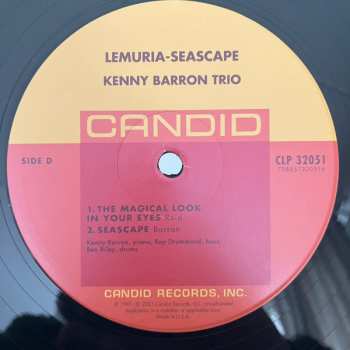 LEMURIA-SEASCAPE
KENNY BARRON TRIO
CANDID
SIDE D
CLP 32051
1. THE MAGICAL LOOK
IN YOUR EYES
2. SEASCAPE Barron
Kenny Barron, piano, Ray Drummond, bass,
Ben Riley, drums
CANDID RECORDS, INC.